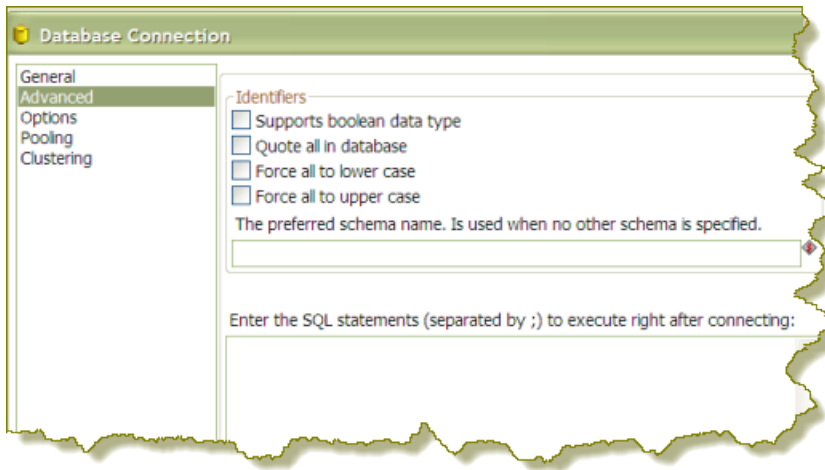 Database Connection
General
Advanced
Options
Pooling
Clustering
Identifiers
Supports boolean data type
Quote all in database
Force all to lower case
Force all to upper case
The preferred schema name. Is used when no other schema is specified.
Enter the SQL statements (separated by ;) to execute right after connecting: